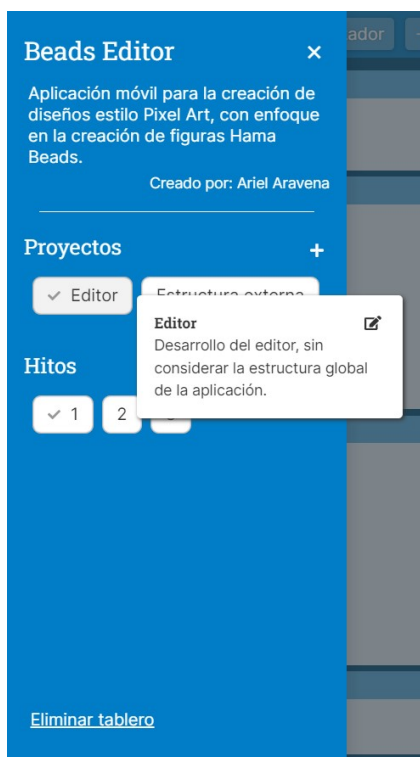 Beads Editor
Aplicación móvil para la creación de
diseños estilo Pixel Art, con enfoque
en la creación de figuras Hama
Beads.
Creado por: Ariel Aravena
Proyectos
Editor
Estructura externa
Editor
Desarrollo del editor, sin
considerar la estructura global
de la aplicación.
Hitos
1 2
Eliminar tablero
ador